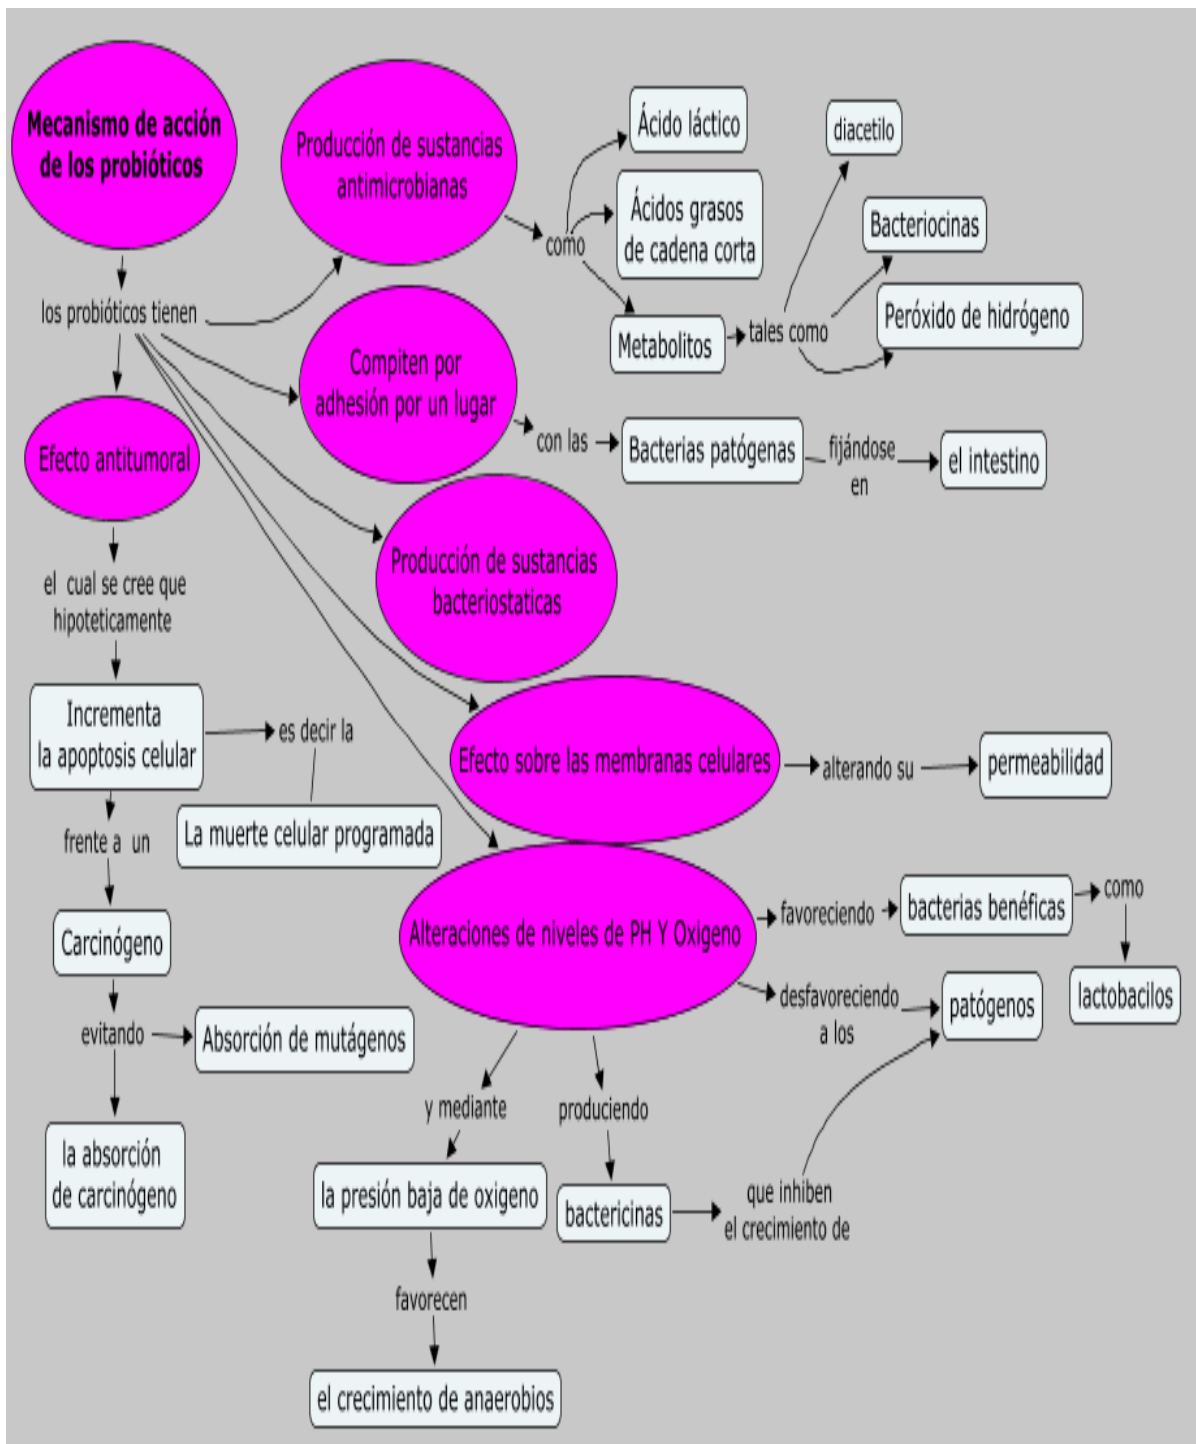 Mecanismo de acción
de los probióticos
los probióticos tienen
Producción de sustancias
antimicrobianas
como
Ácido láctico
Ácidos grasos
de cadena corta
Metabolitos
tales como
diacetilo
Bacteriocinas
Peróxido de hidrógeno
Compiten por
adhesión por un lugar
con las
Bacterias patógenas
fijándose
en
el intestino
Producción de sustancias
bacteriostaticas
Efecto sobre las membranas celulares
alterando su
permeabilidad
Alteraciones de niveles de PH Y Oxigeno
favoreciendo
bacterias benéficas
como
lactobacilos
desfavoreciendo
a los
patógenos
y mediante
la presión baja de oxigeno
favorecen
el crecimiento de anaerobios
produciendo
bactericinas
que inhiben
el crecimiento de
Efecto antitumoral
el cual se cree que
hipoteticamente
Incrementa
la apoptosis celular
es decir la
La muerte celular programada
frente a un
Carcinógeno
evitando
Absorción de mutágenos
la absorción
de carcinógeno